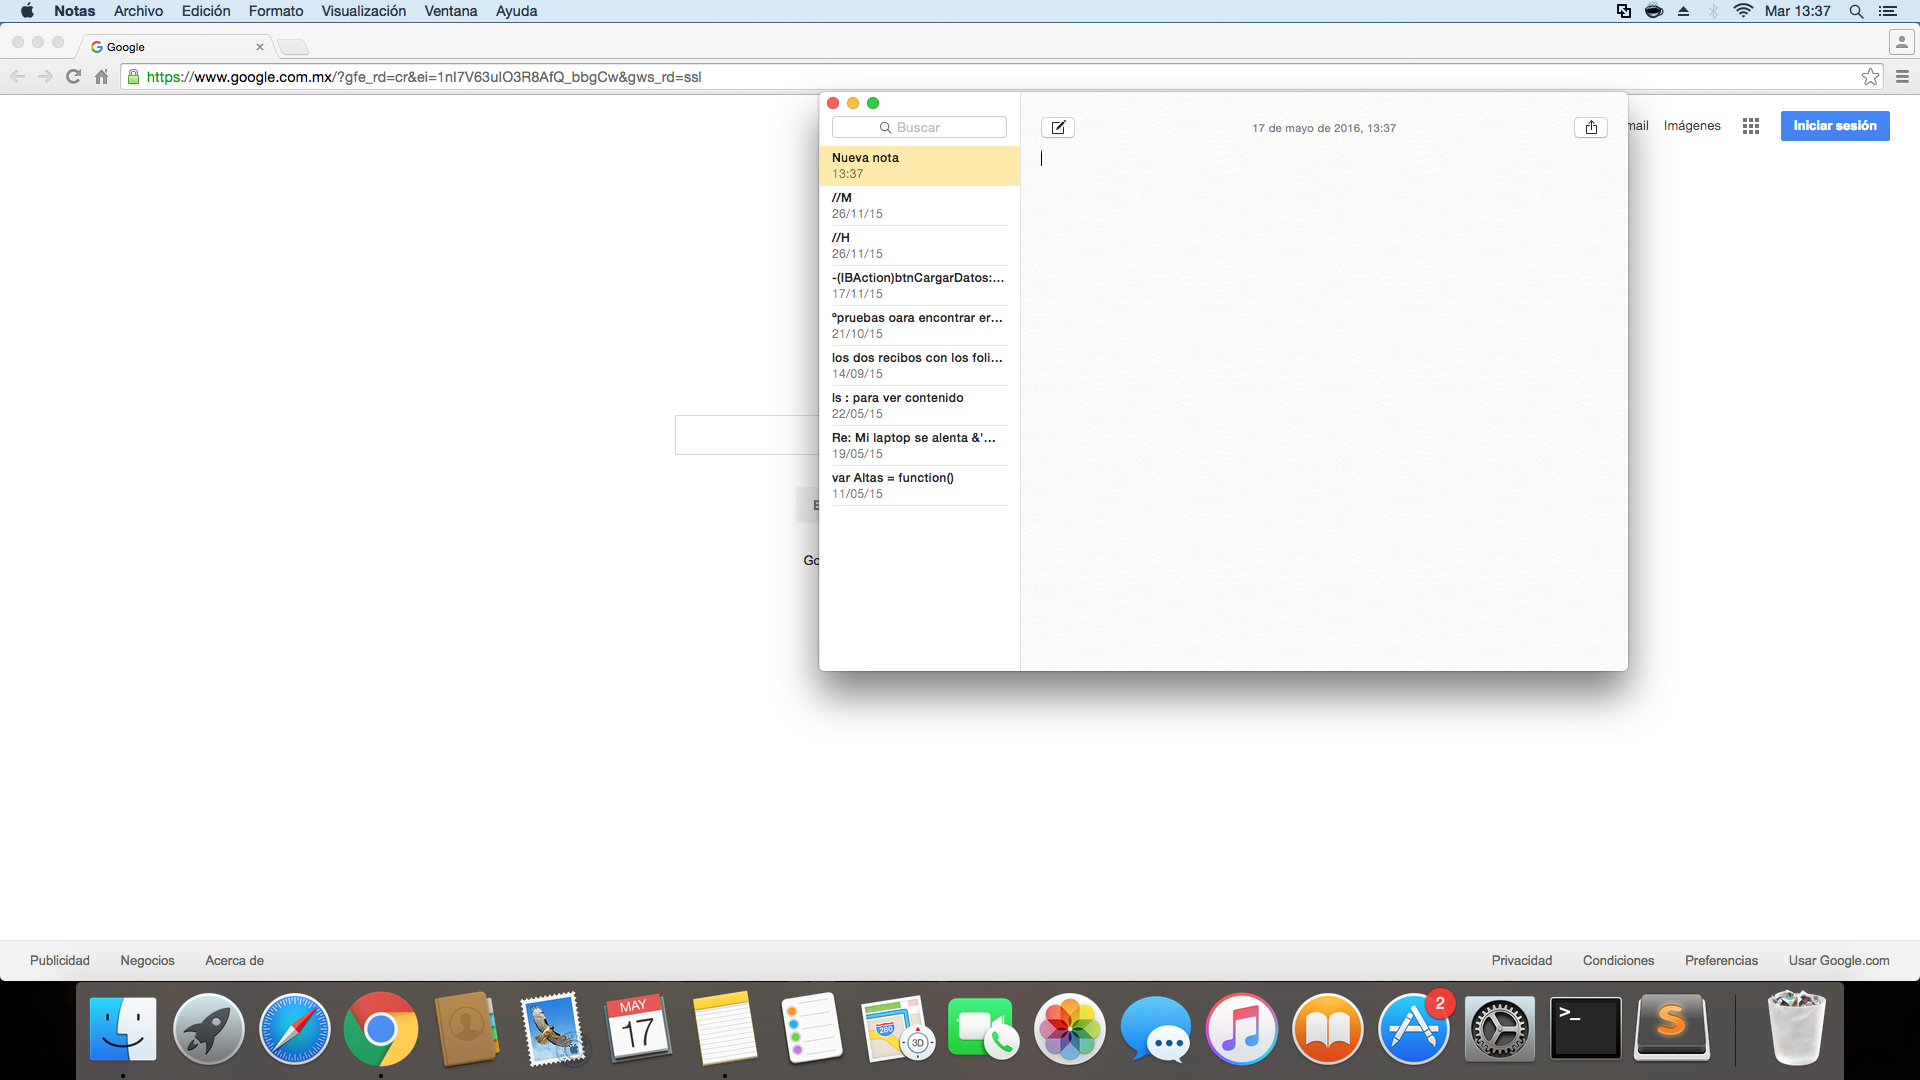 Notas Archivo Edición Formato Visualización Ventana Ayuda Mar 13:37
Google
https://www.google.com.mx/?gfe_rd=cr&ei=1nI7V63uIO3R8AfQ_bbgCw&gws_rd=ssl
Buscar
17 de mayo de 2016, 13:37
mail Imágenes Iniciar sesión
Nueva nota
13:37
//M
26/11/15
//H
26/11/15
-(IBAction)btnCargarDatos:...
17/11/15
°pruebas oara encontrar er...
21/10/15
los dos recibos con los foli...
14/09/15
ls : para ver contenido
22/05/15
Re: Mi laptop se alenta &'...
19/05/15
var Altas = function()
11/05/15
Go
Publicidad Negocios Acerca de Privacidad Condiciones Preferencias Usar Google.com
MAY
17
280
3D
2
>_
S